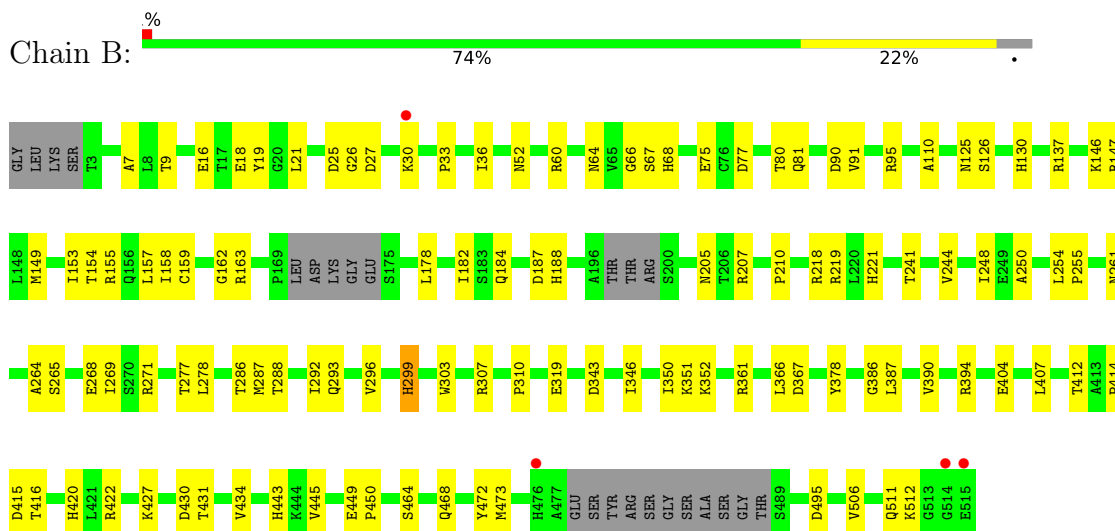 %
Chain B:
74% 22% •
GLY LEU LYS SER T3 A7 L8 T9 E16 T17 E18 Y19 G20 L21 D25 G26 D27 K30 P33 I36 N52 R60 N64 V65 G66 S67 H68 E75 C76 D77 T80 Q81 D90 V91 R95 A110 N125 S126 H130 R137 K146
L148 M149 I153 T154 R155 Q156 L157 I158 C159 G162 R163 P169 LEU ASP LYS GLY GLU S175 L178 I182 S183 Q184 D187 H188 A196 THR THR ARG S200 N205 T206 R207 P210 R218 R219 L220 H221 T241 V244 I248 E249 A250 L254 P255 N261
A264 S265 E268 I269 S270 R271 T277 L278 T286 M287 T288 I292 Q293 V296 H299 W303 R307 P310 E319 D343 I346 I350 K351 K352 R361 L366 D367 Y378 G386 L387 V390 R394 E404 L407 T412 A413
D415 T416 H420 L421 R422 K427 D430 T431 V434 H443 K444 V445 E449 P450 S464 Q468 Y472 M473 H476 A477 GLU SER TYR ARG SER GLY SER ALA SER GLY THR S489 D495 V506 Q511 K512 G513 G514 E515